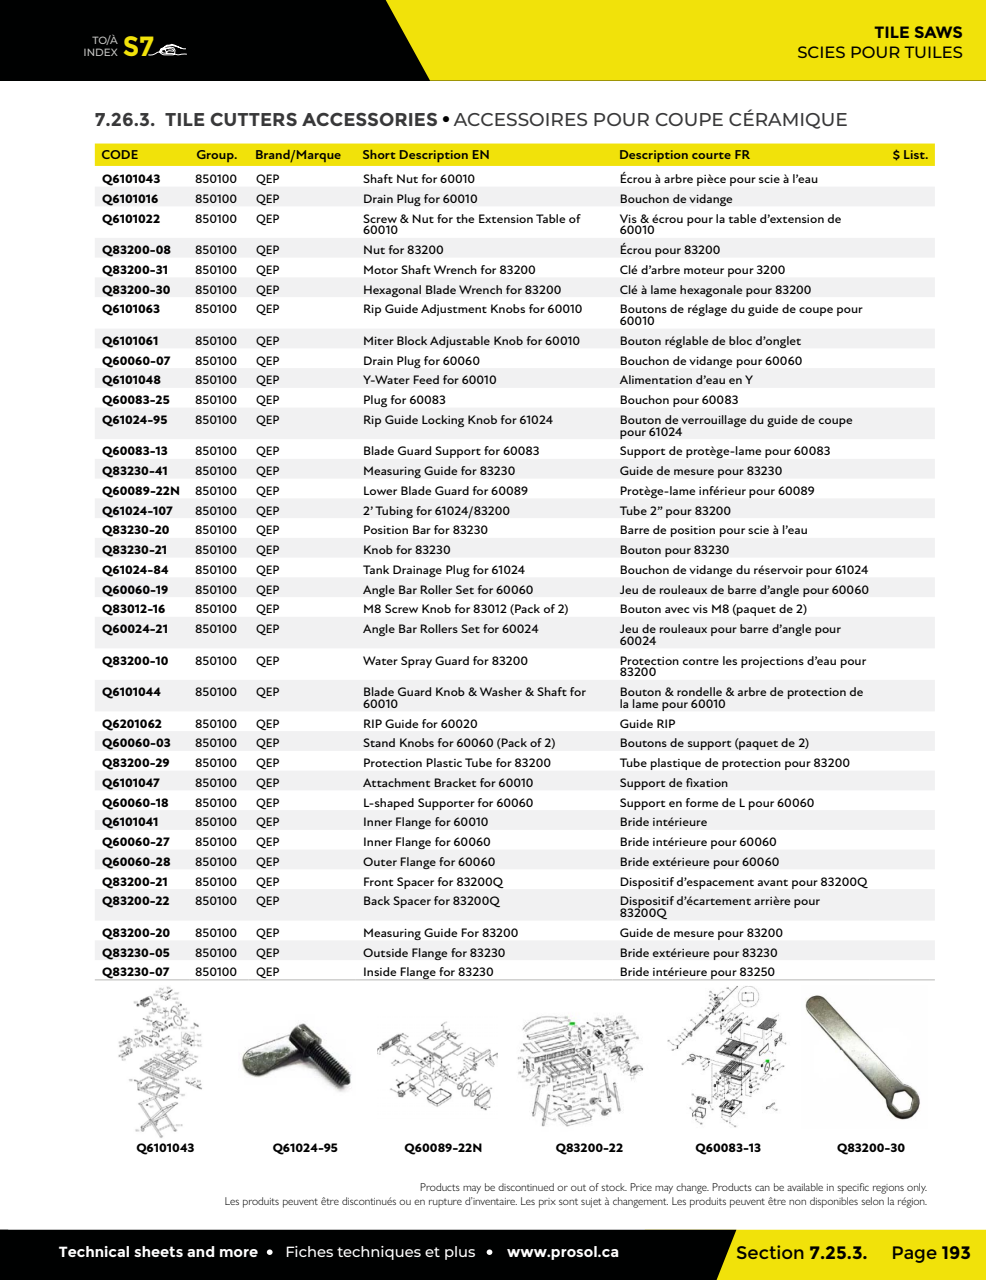 TO/À
INDEX S7
TILE SAWS
SCIES POUR TUILES
7.26.3. TILE CUTTERS ACCESSORIES • ACCESSOIRES POUR COUPE CÉRAMIQUE
CODE Group. Brand/Marque Short Description EN Description courte FR $ List.
Q6101043 850100 QEP Shaft Nut for 60010 Écrou à arbre pièce pour scie à l’eau
Q6101016 850100 QEP Drain Plug for 60010 Bouchon de vidange
Q6101022 850100 QEP Screw & Nut for the Extension Table of Vis & écrou pour la table d’extension de
60010 60010
Q83200-08 850100 QEP Nut for 83200 Écrou pour 83200
Q83200-31 850100 QEP Motor Shaft Wrench for 83200 Clé d’arbre moteur pour 3200
Q83200-30 850100 QEP Hexagonal Blade Wrench for 83200 Clé à lame hexagonale pour 83200
Q6101063 850100 QEP Rip Guide Adjustment Knobs for 60010 Boutons de réglage du guide de coupe pour
60010
Q6101061 850100 QEP Miter Block Adjustable Knob for 60010 Bouton réglable de bloc d’onglet
Q60060-07 850100 QEP Drain Plug for 60060 Bouchon de vidange pour 60060
Q6101048 850100 QEP Y-Water Feed for 60010 Alimentation d’eau en Y
Q60083-25 850100 QEP Plug for 60083 Bouchon pour 60083
Q61024-95 850100 QEP Rip Guide Locking Knob for 61024 Bouton de verrouillage du guide de coupe
pour 61024
Q60083-13 850100 QEP Blade Guard Support for 60083 Support de protège-lame pour 60083
Q83230-41 850100 QEP Measuring Guide for 83230 Guide de mesure pour 83230
Q60089-22N 850100 QEP Lower Blade Guard for 60089 Protège-lame inférieur pour 60089
Q61024-107 850100 QEP 2’ Tubing for 61024/83200 Tube 2” pour 83200
Q83230-20 850100 QEP Position Bar for 83230 Barre de position pour scie à l’eau
Q83230-21 850100 QEP Knob for 83230 Bouton pour 83230
Q61024-84 850100 QEP Tank Drainage Plug for 61024 Bouchon de vidange du réservoir pour 61024
Q60060-19 850100 QEP Angle Bar Roller Set for 60060 Jeu de rouleaux de barre d’angle pour 60060
Q83012-16 850100 QEP M8 Screw Knob for 83012 (Pack of 2) Bouton avec vis M8 (paquet de 2)
Q60024-21 850100 QEP Angle Bar Rollers Set for 60024 Jeu de rouleaux pour barre d’angle pour
60024
Q83200-10 850100 QEP Water Spray Guard for 83200 Protection contre les projections d’eau pour
83200
Q6101044 850100 QEP Blade Guard Knob & Washer & Shaft for Bouton & rondelle & arbre de protection de
60010 la lame pour 60010
Q6201062 850100 QEP RIP Guide for 60020 Guide RIP
Q60060-03 850100 QEP Stand Knobs for 60060 (Pack of 2) Boutons de support (paquet de 2)
Q83200-29 850100 QEP Protection Plastic Tube for 83200 Tube plastique de protection pour 83200
Q6101047 850100 QEP Attachment Bracket for 60010 Support de fixation
Q60060-18 850100 QEP L-shaped Supporter for 60060 Support en forme de L pour 60060
Q6101041 850100 QEP Inner Flange for 60010 Bride intérieure
Q60060-27 850100 QEP Inner Flange for 60060 Bride intérieure pour 60060
Q60060-28 850100 QEP Outer Flange for 60060 Bride extérieure pour 60060
Q83200-21 850100 QEP Front Spacer for 83200Q Dispositif d’espacement avant pour 83200Q
Q83200-22 850100 QEP Back Spacer for 83200Q Dispositif d’écartement arrière pour
83200Q
Q83200-20 850100 QEP Measuring Guide For 83200 Guide de mesure pour 83200
Q83230-05 850100 QEP Outside Flange for 83230 Bride extérieure pour 83230
Q83230-07 850100 QEP Inside Flange for 83230 Bride intérieure pour 83250
Q6101043 Q61024-95 Q60089-22N Q83200-22 Q60083-13 Q83200-30
Products may be discontinued or out of stock. Price may change. Products can be available in specific regions only.
Les produits peuvent être discontinués ou en rupture d’inventaire. Les prix sont sujet à changement. Les produits peuvent être non disponibles selon la région.
Technical sheets and more • Fiches techniques et plus • www.prosol.ca Section 7.25.3. Page 193